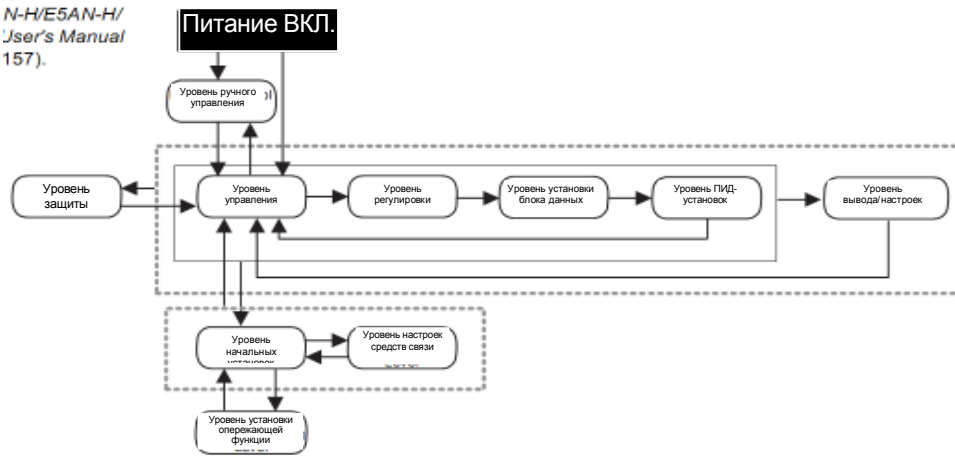 N-H/E5AN-H/
User's Manual
157).
Питание ВКЛ.
Уровень ручного
управления
Уровень
защиты
Уровень
управления
Уровень
регулировки
Уровень установки
блока данных
Уровень ПИД-
установок
Уровень
вывода/настроек
Уровень
начальных
установок
Уровень настроек
средств связи
Уровень установки
опережающей
функции